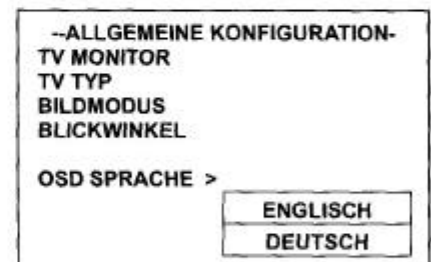 --ALLGEMEINE KONFIGURATION-
TV MONITOR
TV TYP
BILDMODUS
BLICKWINKEL
OSD SPRACHE >
ENGLISCH
DEUTSCH